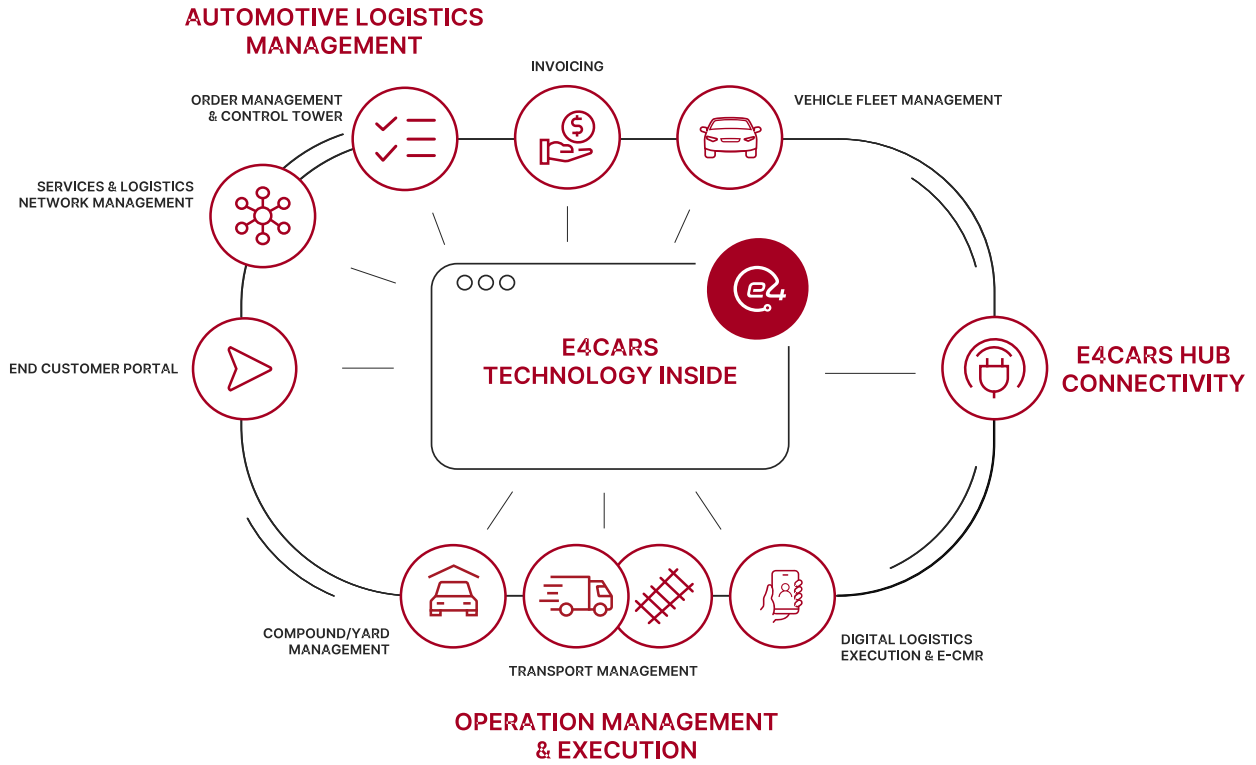 AUTOMOTIVE LOGISTICS
MANAGEMENT
INVOICING
ORDER MANAGEMENT
& CONTROL TOWER
VEHICLE FLEET MANAGEMENT
$
SERVICES & LOGISTICS
NETWORK MANAGEMENT
e4
E4CARS
TECHNOLOGY INSIDE
END CUSTOMER PORTAL
E4CARS HUB
CONNECTIVITY
COMPOUND/YARD
MANAGEMENT
TRANSPORT MANAGEMENT
DIGITAL LOGISTICS
EXECUTION & E-CMR
OPERATION MANAGEMENT
& EXECUTION